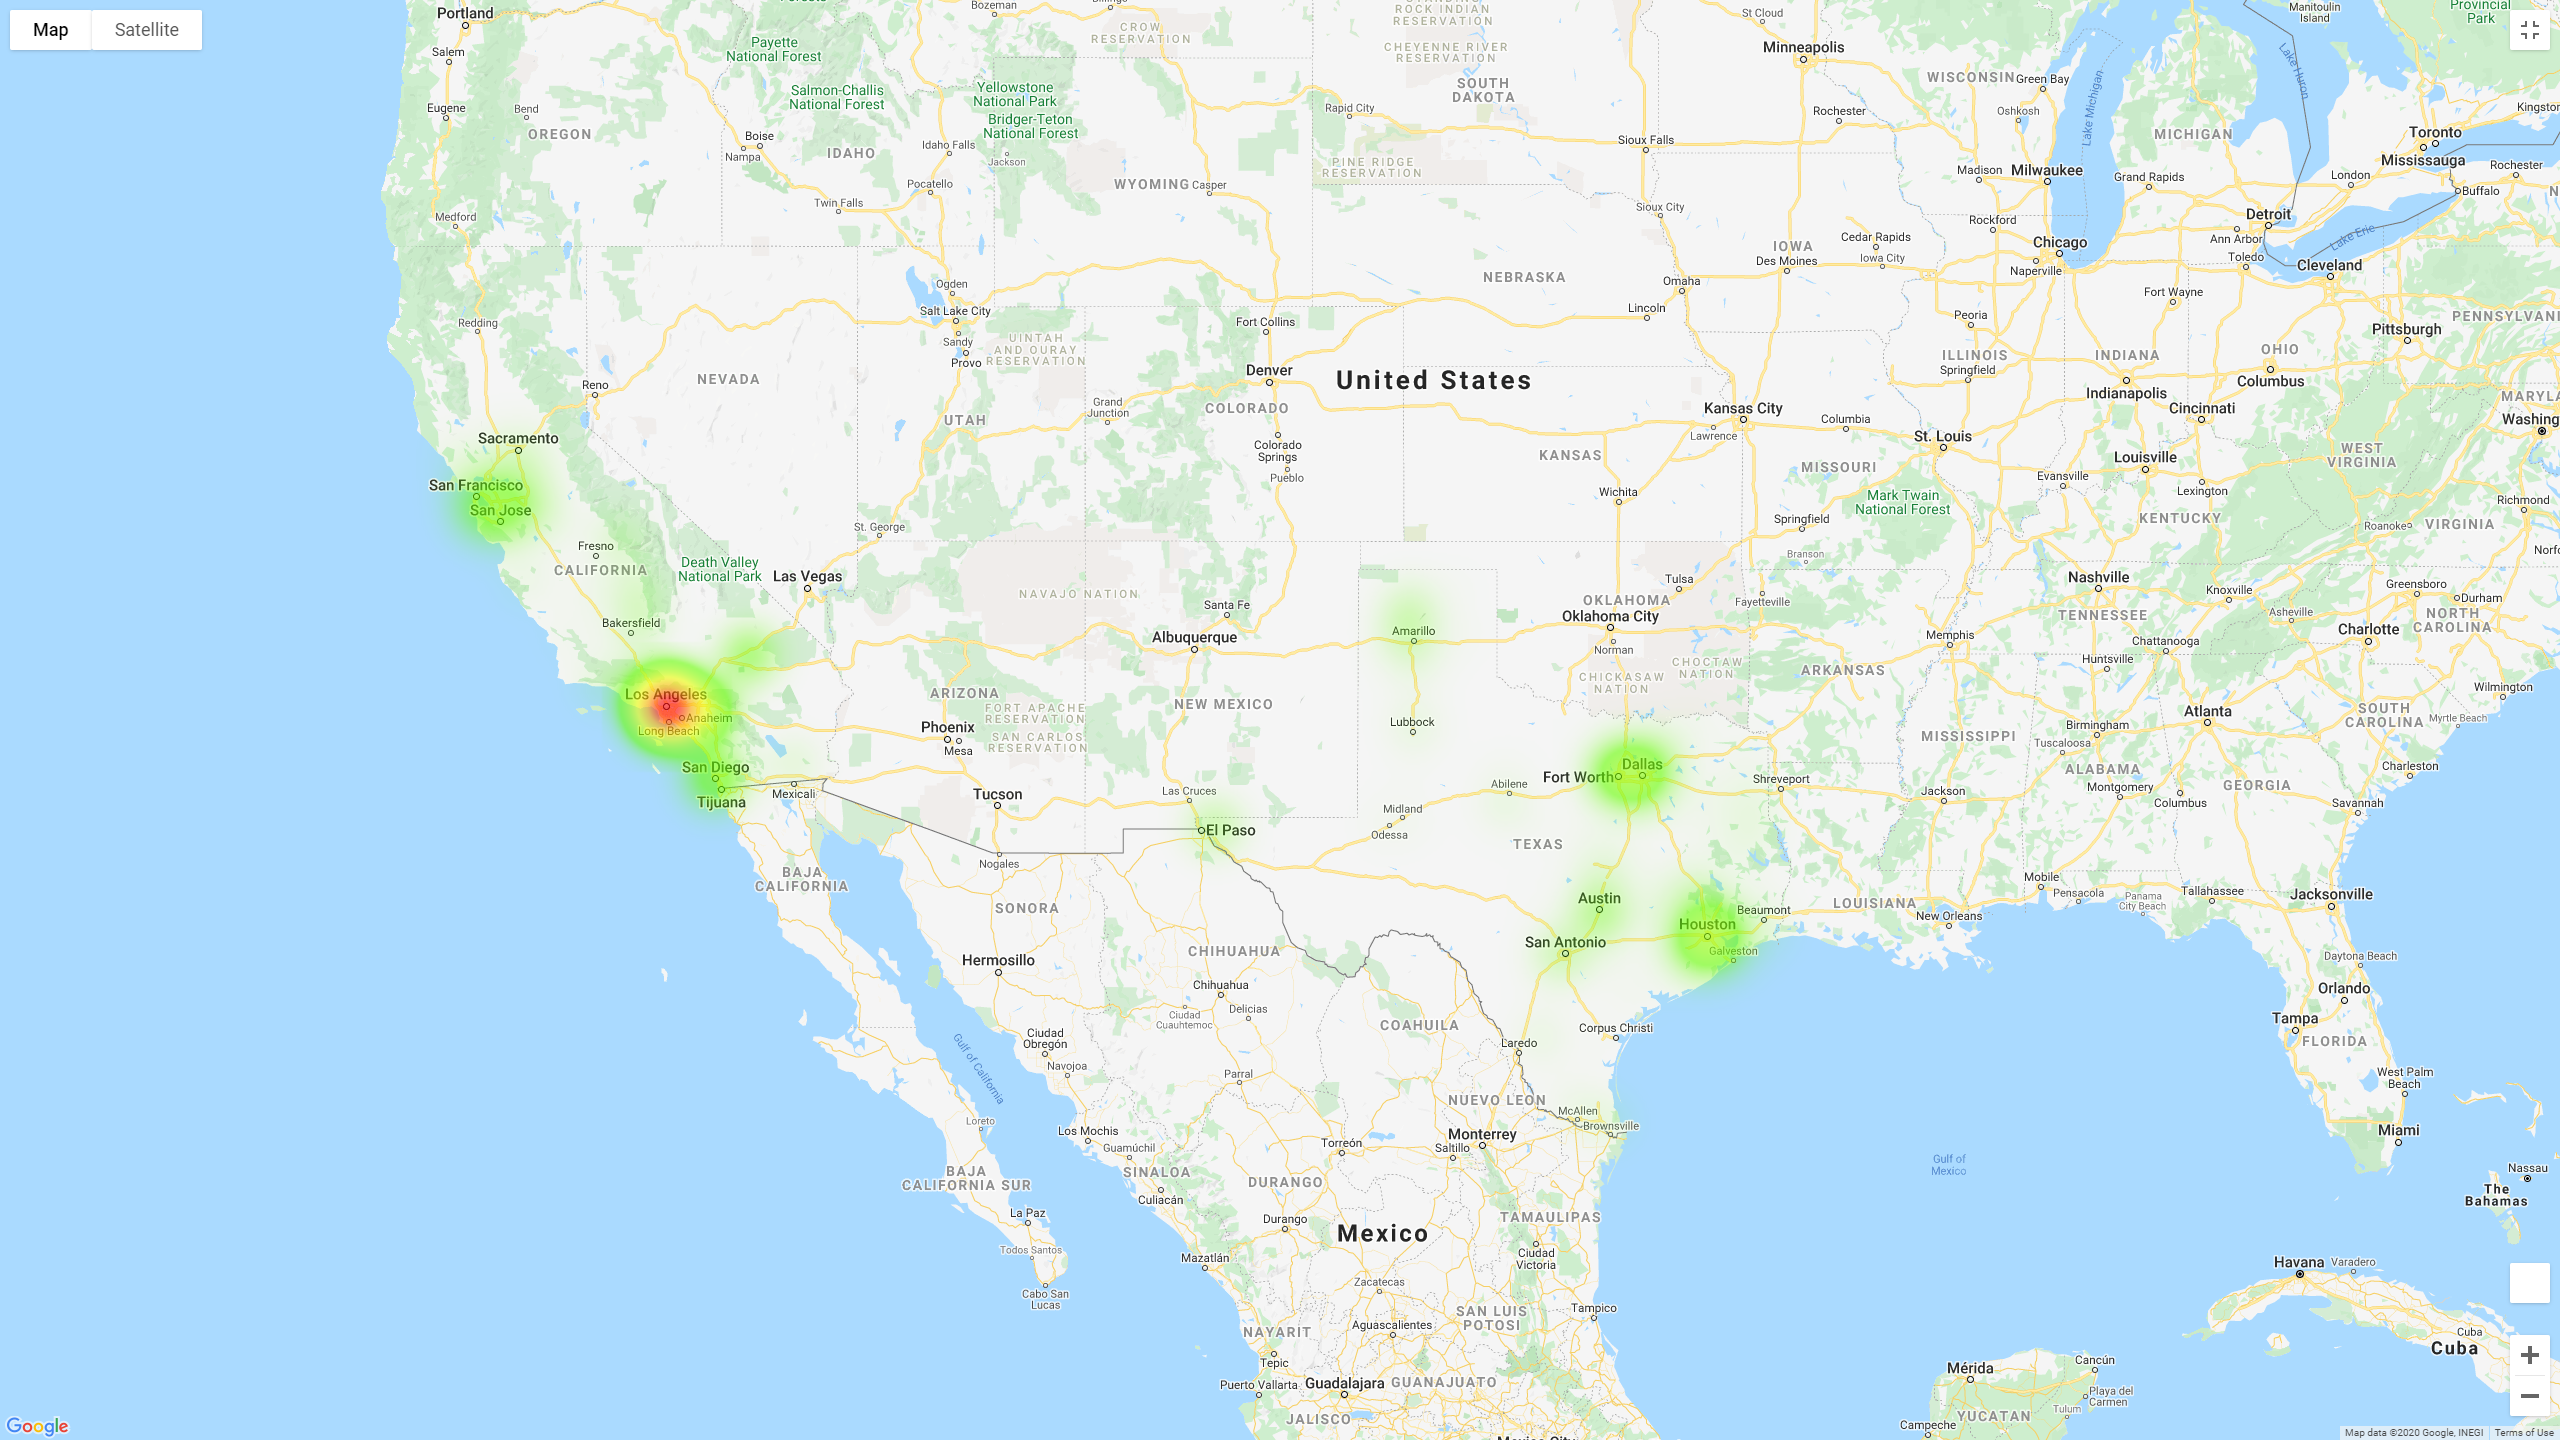 Map
Satellite
Portland
Bozeman
Billings
Salem
Payette
National Forest
CROW
RESERVATION
STANDING
ROCK INDIAN
RESERVATION
CHEYENNE RIVER
RESERVATION
St Cloud
Minneapolis
Manitoulin
Island
Provincial
Park
Lake Huron
Eugene
Bend
OREGON
Salmon-Challis
National Forest
Yellowstone
National Park
Bridger-Teton
National Forest
SOUTH
DAKOTA
Rapid City
Rochester
WISCONSIN
Green Bay
Oshkosh
Lake Michigan
MICHIGAN
Toronto
Mississauga
Kingston
Boise
Nampa
IDAHO
Idaho Falls
Jackson
Pocatello
Twin Falls
WYOMING
Casper
PINE RIDGE
RESERVATION
Sioux Falls
Sioux City
Madison
Milwaukee
Grand Rapids
London
Rochester
Buffalo
Medford
Rockford
Detroit
Ann Arbor
Lake Erie
IOWA
Des Moines
Cedar Rapids
Iowa City
Chicago
Naperville
Toledo
Cleveland
Ogden
Salt Lake City
Sandy
Provo
NEBRASKA
Omaha
Lincoln
Fort Wayne
Redding
UINTAH
AND OURAY
RESERVATION
Fort Collins
Peoria
Pittsburgh
PENNSYLVANI
Reno
NEVADA
Denver
United States
ILLINOIS
Springfield
INDIANA
Indianapolis
OHIO
Columbus
Grand
Junction
COLORADO
UTAH
Kansas City
Lawrence
Columbia
St. Louis
Cincinnati
MARYLA
Washing
Sacramento
Colorado
Springs
Pueblo
KANSAS
MISSOURI
Louisville
Evansville
WEST
VIRGINIA
San Francisco
San Jose
St. George
Wichita
Mark Twain
National Forest
Lexington
Richmond
Springfield
Branson
KENTUCKY
Roanoke
VIRGINIA
Norfo
Fresno
CALIFORNIA
Death Valley
National Park
Las Vegas
NAVAJO NATION
Santa Fe
Albuquerque
Tulsa
OKLAHOMA
Oklahoma City
Norman
Fayetteville
Nashville
TENNESSEE
Knoxville
Greensboro
Durham
Asheville
NORTH
CAROLINA
Charlotte
Bakersfield
Amarillo
Memphis
Chattanooga
Huntsville
CHOCTAW
NATION
CHICKASAW
NATION
ARKANSAS
Los Angeles
Anaheim
Long Beach
ARIZONA
FORT APACHE
RESERVATION
SAN CARLOS
RESERVATION
Phoenix
Mesa
NEW MEXICO
Lubbock
Wilmington
Atlanta
SOUTH
CAROLINA
Myrtle Beach
Birmingham
Tuscaloosa
MISSISSIPPI
ALABAMA
San Diego
Tijuana
Mexicali
Tucson
Las Cruces
El Paso
Abilene
Midland
Odessa
Fort Worth
Dallas
Shreveport
Jackson
Montgomery
Columbus
GEORGIA
Charleston
Savannah
TEXAS
Nogales
BAJA
CALIFORNIA
SONORA
Austin
San Antonio
Houston
Galveston
Beaumont
LOUISIANA
New Orleans
Mobile
Pensacola
Panama
City Beach
Tallahassee
Jacksonville
CHIHUAHUA
Hermosillo
Chihuahua
Delicias
Ciudad
Cuauhtemoc
Daytona Beach
Orlando
Tampa
FLORIDA
COAHUILA
Corpus Christi
Laredo
Ciudad
Obregón
Navojoa
Gulf of California
Parral
NUEVO LEON
McAllen
Brownsville
West Palm
Beach
Miami
Loreto
Los Mochis
Guamúchil
SINALOA
Culiacán
Torreón
Monterrey
Saltillo
BAJA
CALIFORNIA SUR
DURANGO
Gulf of
Mexico
Nassau
The
Bahamas
La Paz
Durango
TAMAULIPAS
Mexico
Todos Santos
Mazatlán
Ciudad
Victoria
Cabo San
Lucas
Zacatecas
Havana
Varadero
SAN LUIS
POTOSI
Tampico
NAYARIT
Aguascalientes
Tepic
Cuba
Cuba
Puerto Vallarta
Guadalajara
GUANAJUATO
Mérida
Cancún
Playa del
Carmen
Tulum
YUCATAN
Campeche
JALISCO
Mexico City
Google
Map data ©2020 Google, INEGI
Terms of Use